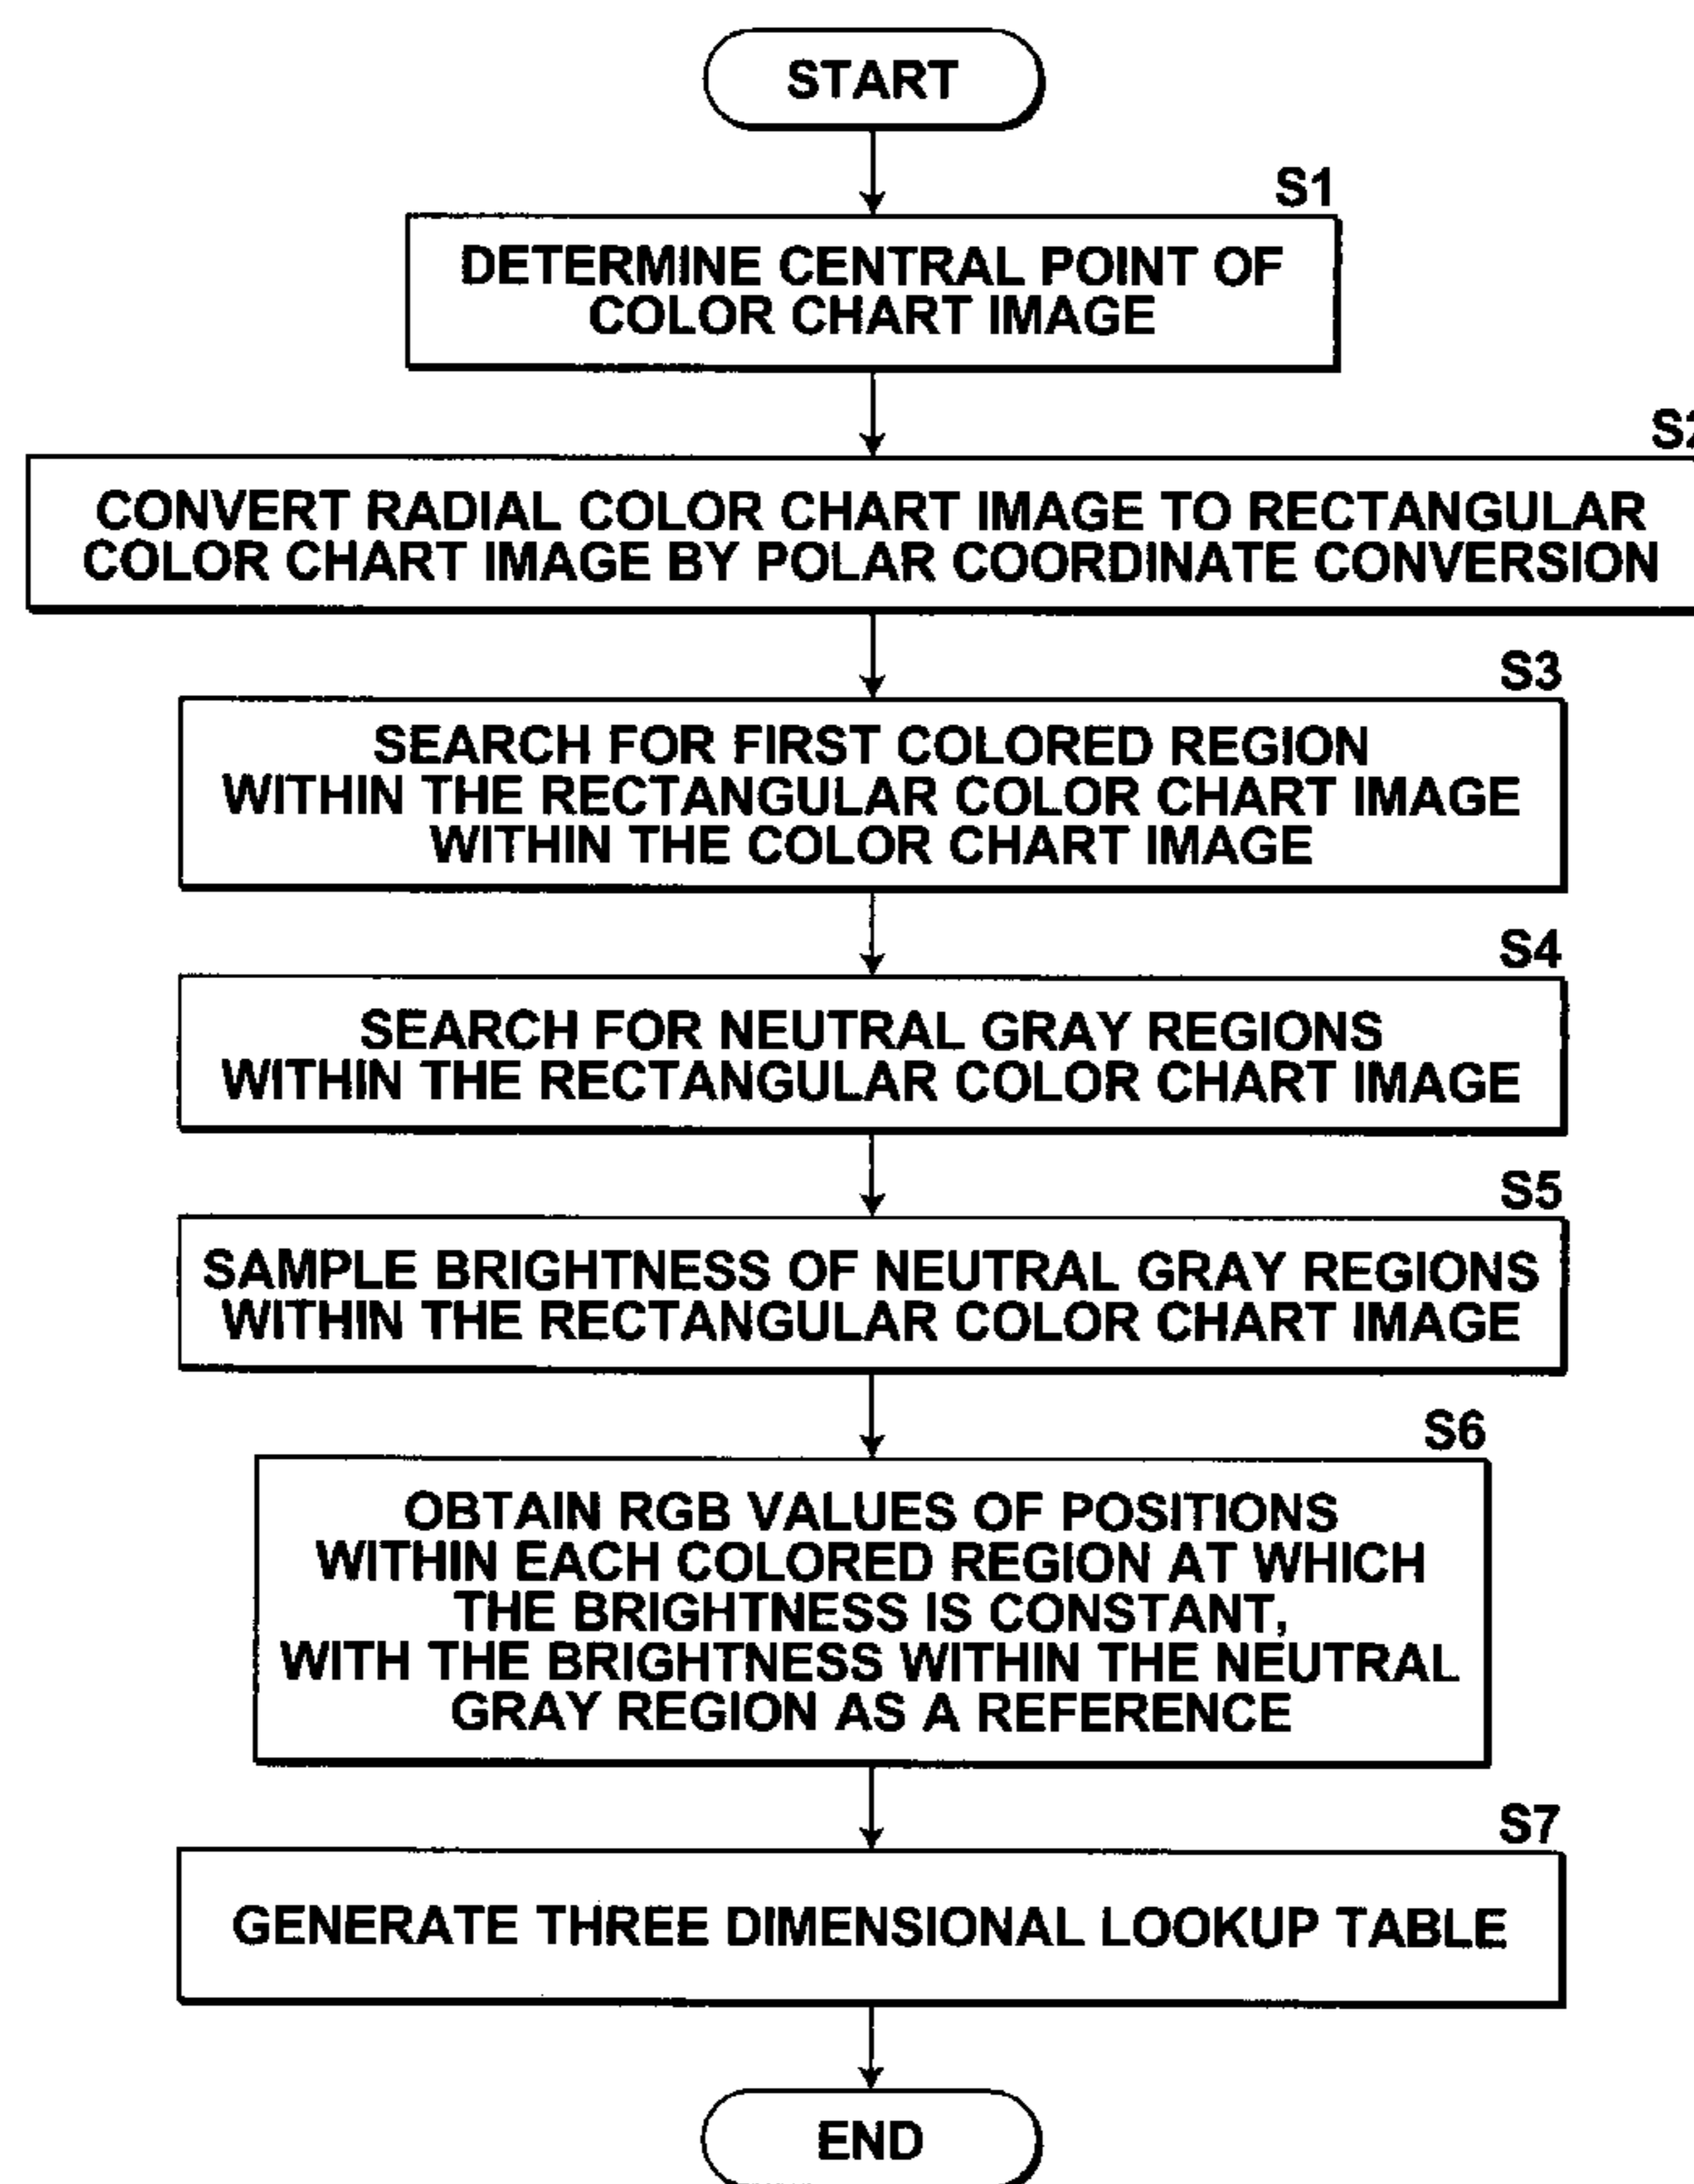 START
S1
DETERMINE CENTRAL POINT OF
COLOR CHART IMAGE
S2
CONVERT RADIAL COLOR CHART IMAGE TO RECTANGULAR
COLOR CHART IMAGE BY POLAR COORDINATE CONVERSION
S3
SEARCH FOR FIRST COLORED REGION
WITHIN THE RECTANGULAR COLOR CHART IMAGE
WITHIN THE COLOR CHART IMAGE
S4
SEARCH FOR NEUTRAL GRAY REGIONS
WITHIN THE RECTANGULAR COLOR CHART IMAGE
S5
SAMPLE BRIGHTNESS OF NEUTRAL GRAY REGIONS
WITHIN THE RECTANGULAR COLOR CHART IMAGE
S6
OBTAIN RGB VALUES OF POSITIONS
WITHIN EACH COLORED REGION AT WHICH
THE BRIGHTNESS IS CONSTANT,
WITH THE BRIGHTNESS WITHIN THE NEUTRAL
GRAY REGION AS A REFERENCE
S7
GENERATE THREE DIMENSIONAL LOOKUP TABLE
END